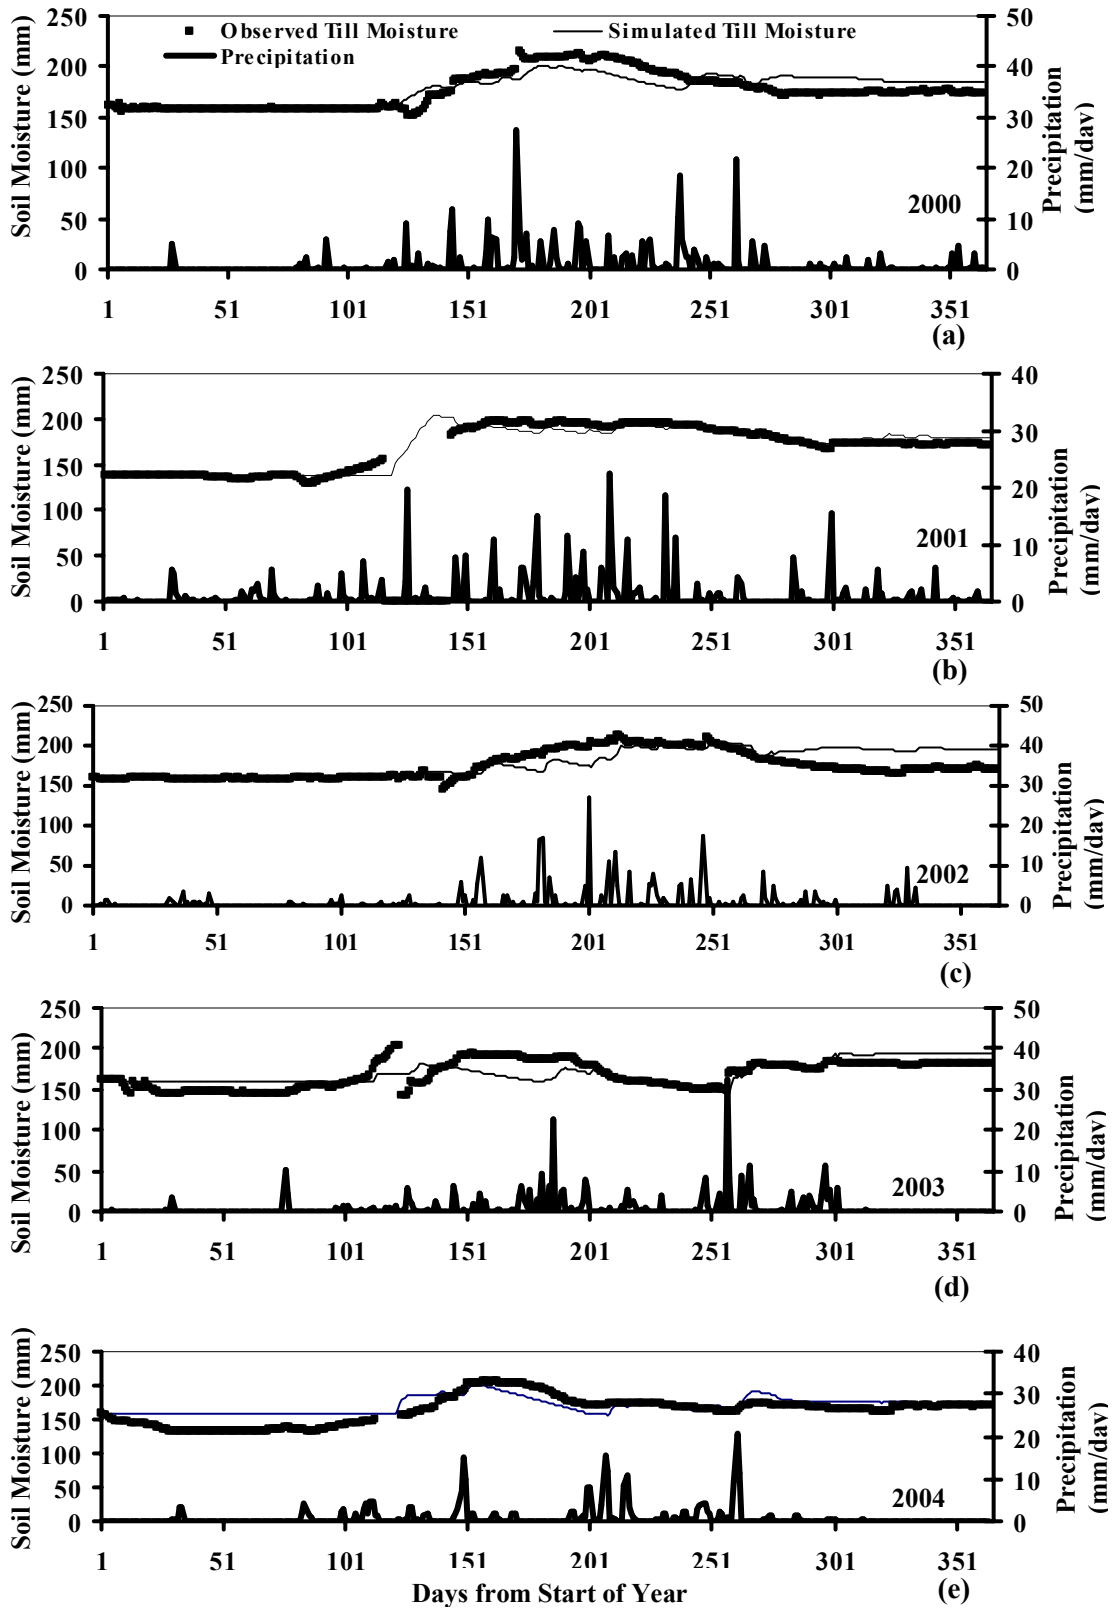 250
200
150
100
50
0
Soil Moisture (mm)
Observed Till Moisture
Simulated Till Moisture
Precipitation
50
40
30
20
10
0
Precipitation
(mm/day)
2000
1 51 101 151 201 251 301 351
(a)
250
200
150
100
50
0
Soil Moisture (mm)
40
30
20
10
0
Precipitation
(mm/day)
2001
1 51 101 151 201 251 301 351
(b)
250
200
150
100
50
0
Soil Moisture (mm)
50
40
30
20
10
0
Precipitation
(mm/day)
2002
1 51 101 151 201 251 301 351
(c)
250
200
150
100
50
0
Soil Moisture (mm)
50
40
30
20
10
0
Precipitation
(mm/day)
2003
1 51 101 151 201 251 301 351
(d)
250
200
150
100
50
0
Soil Moisture (mm)
40
30
20
10
0
Precipitation
(mm/day)
2004
1 51 101 151 201 251 301 351
Days from Start of Year
(e)